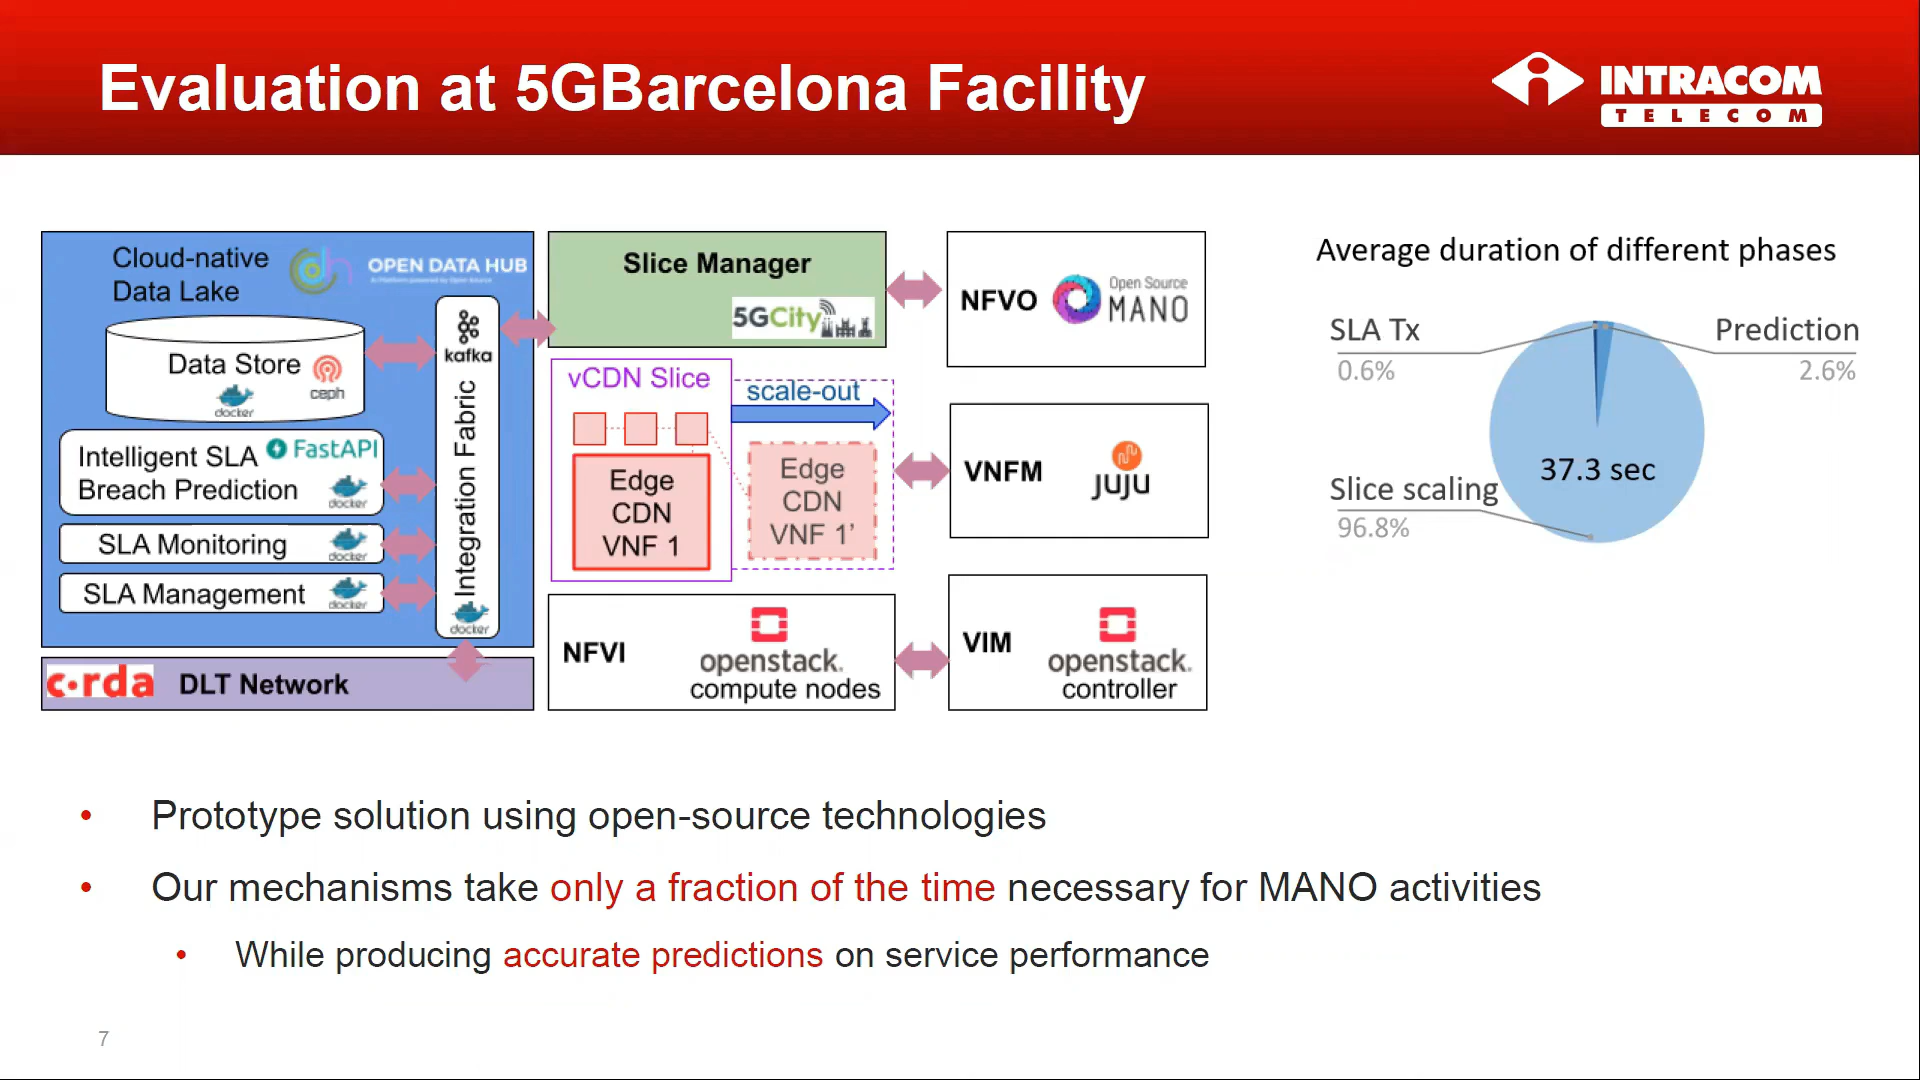 Evaluation at 5GBarcelona Facility
INTRACOM
TELECOM
Cloud-native
Data Lake
OPEN DATA HUB
Data Store
docker
ceph
Intelligent SLA
Breach Prediction
FastAPI
docker
SLA Monitoring
docker
SLA Management
docker
kafka
Integration Fabric
docker
c·rda
DLT Network
Slice Manager
5GCity
vCDN Slice
scale-out
Edge
CDN
VNF 1
Edge
CDN
VNF 1’
NFVI
openstack.
compute nodes
NFVO
Open Source
MANO
VNFM
JUJU
VIM
openstack.
controller
Average duration of different phases
SLA Tx
0.6%
Prediction
2.6%
Slice scaling
96.8%
37.3 sec
• Prototype solution using open-source technologies
• Our mechanisms take only a fraction of the time necessary for MANO activities
• While producing accurate predictions on service performance
7